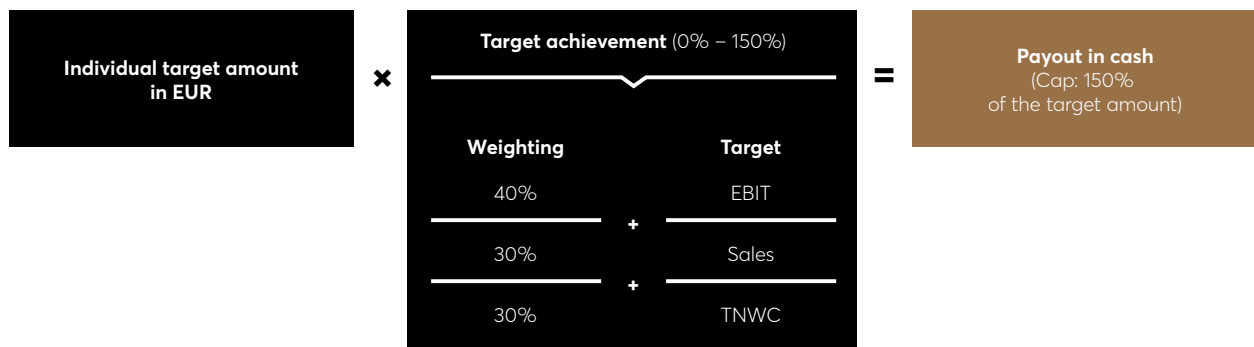 Individual target amount
in EUR
×
Target achievement (0% – 150%)
Weighting Target
40% EBIT
+
30% Sales
+
30% TNWC
=
Payout in cash
(Cap: 150%
of the target amount)